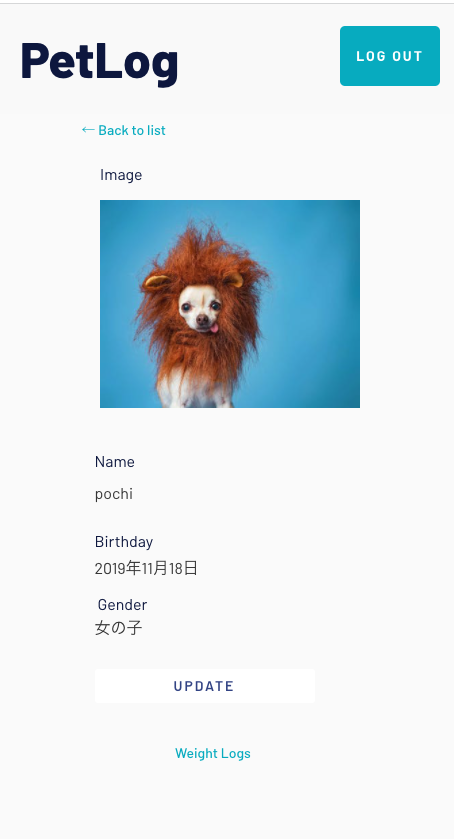 PetLog
LOG OUT
← Back to list
Image
Name
pochi
Birthday
2019年11月18日
Gender
女の子
UPDATE
Weight Logs